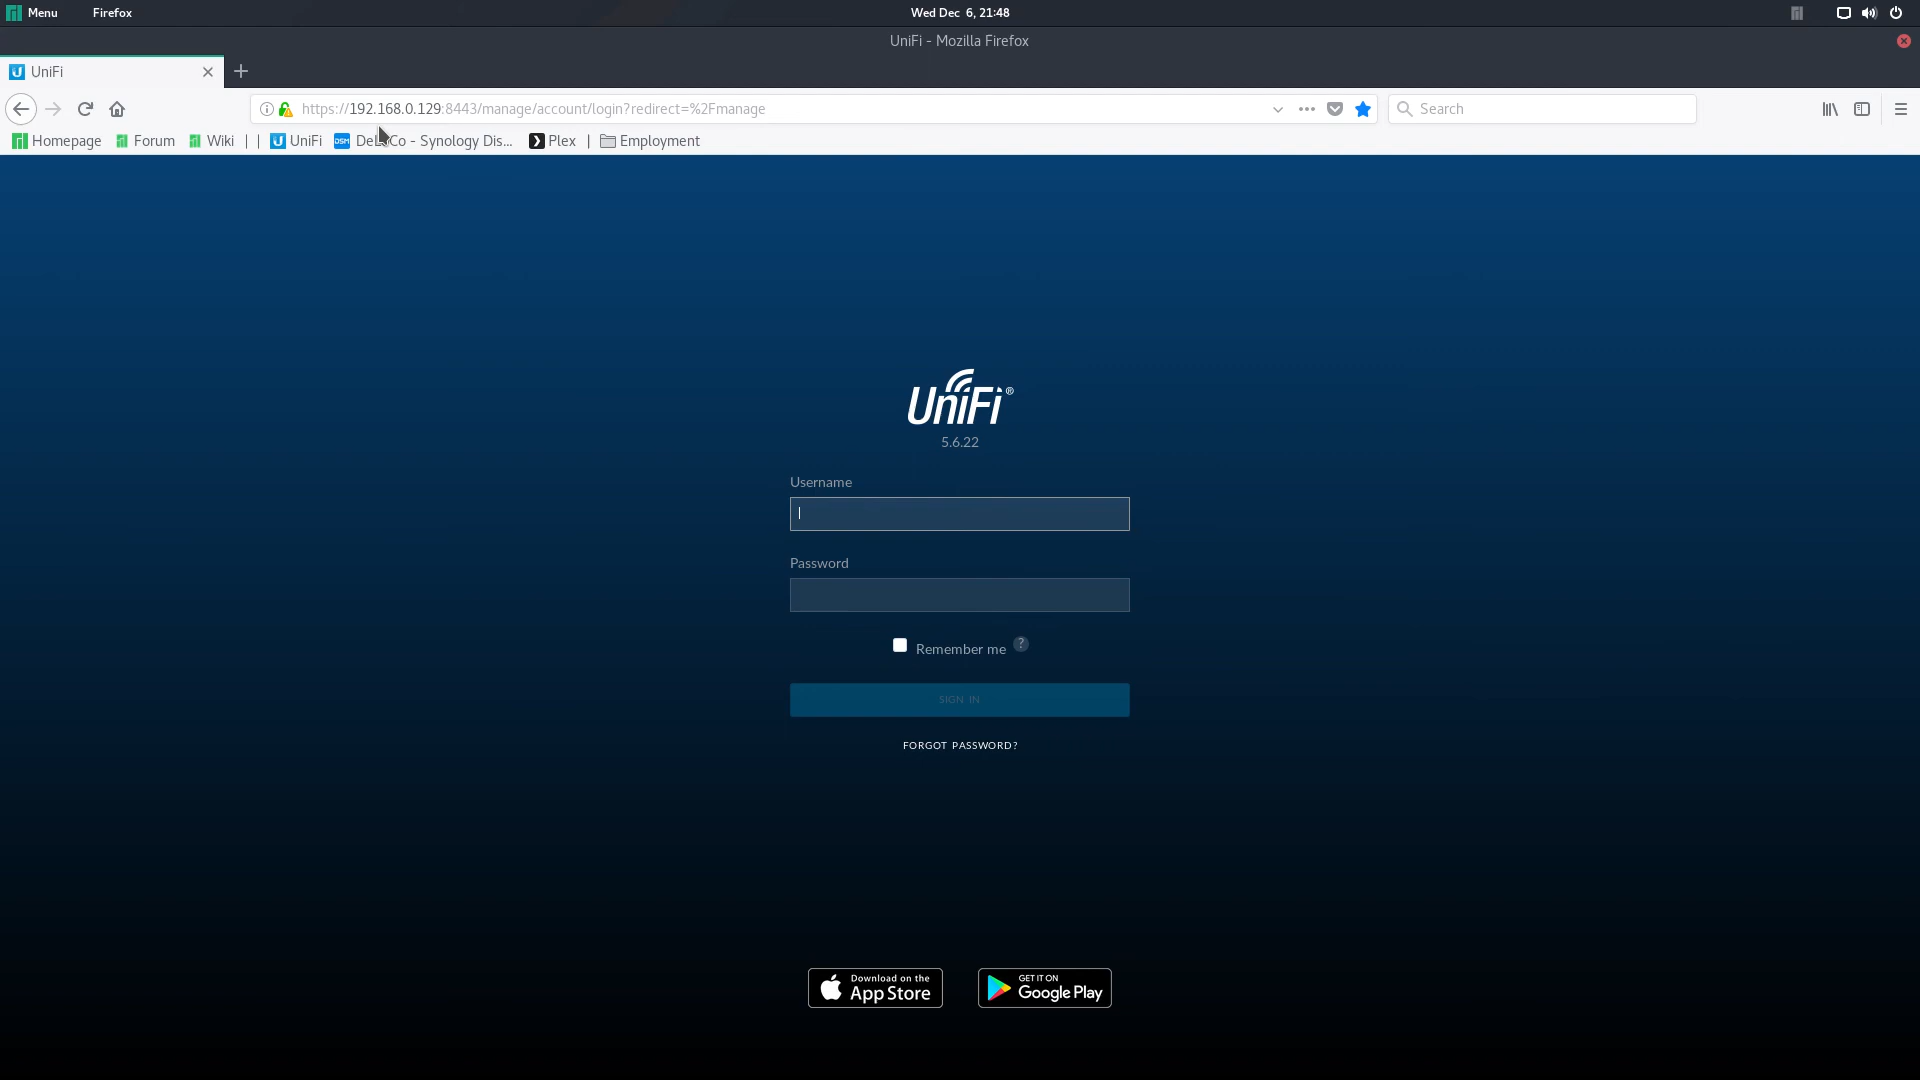 Menu Firefox Wed Dec 6, 21:48
UniFi - Mozilla Firefox
UniFi
https://192.168.0.129:8443/manage/account/login?redirect=%2Fmanage Search
Homepage Forum Wiki | | UniFi DSM Co - Synology Dis... Plex | Employment
UniFi®
5.6.22
Username
Password
Remember me ?
SIGN IN
FORGOT PASSWORD?
Download on the
App Store
GET IT ON
Google Play